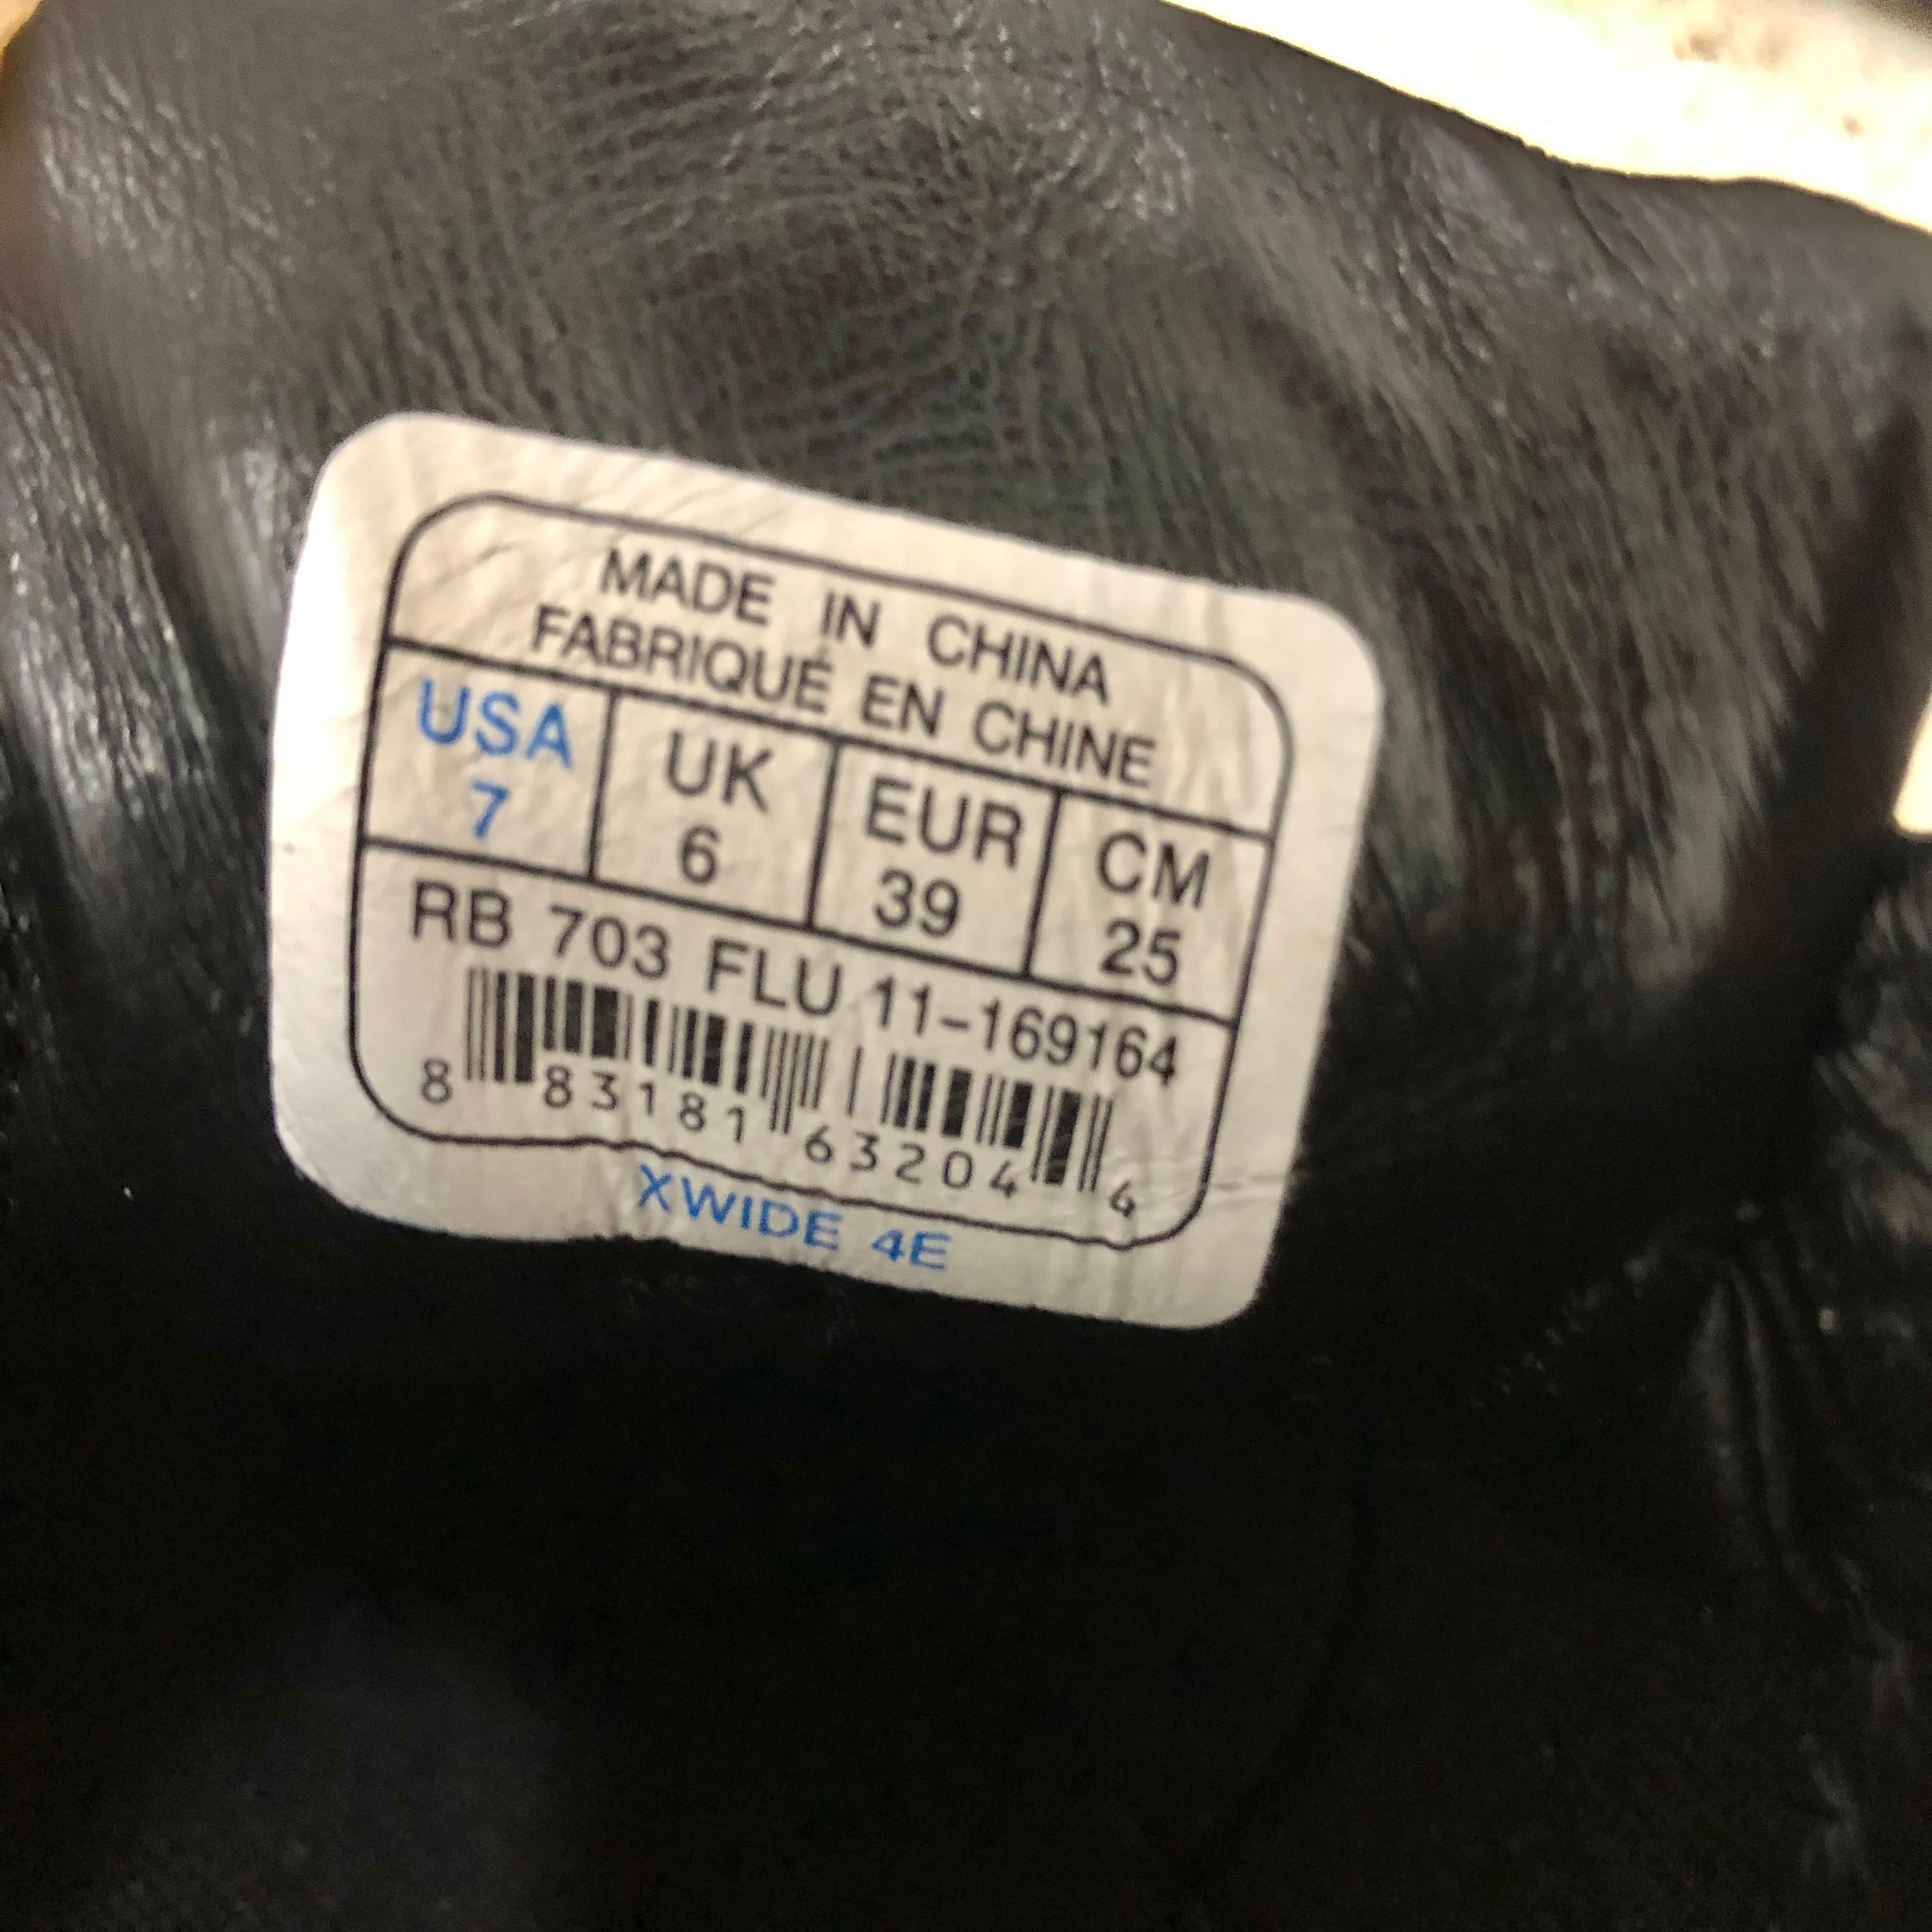 MADE IN CHINA
FABRIQUÉ EN CHINE
USA UK EUR CM
7 6 39 25
RB 703 FLU 11-169164
8 83181 63204 4
XWIDE 4E